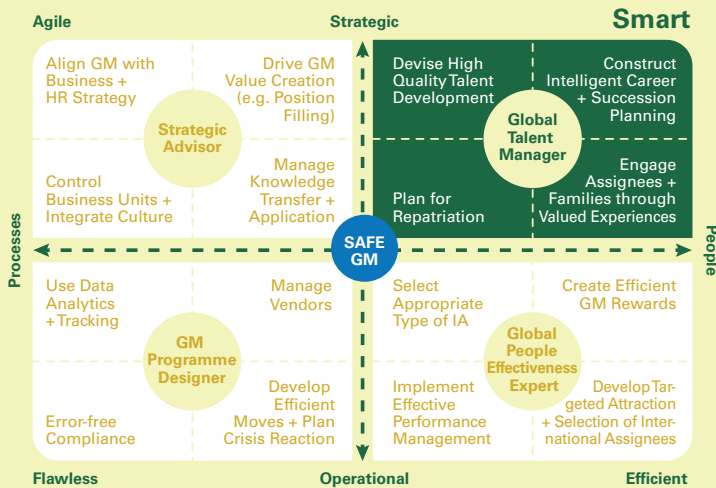 Agile
Strategic
Smart
Align GM with
Business +
HR Strategy
Drive GM
Value Creation
(e.g. Position
Filling)
Strategic
Advisor
Control
Business Units +
Integrate Culture
Manage
Knowledge
Transfer +
Application
Devise High
Quality Talent
Development
Construct
Intelligent Career
+ Succession
Planning
Global
Talent
Manager
Plan for
Repatriation
Engage
Assignees +
Families through
Valued Experiences
Processes
SAFE
GM
People
Use Data
Analytics
+Tracking
Manage
Vendors
GM
Programme
Designer
Error-free
Compliance
Develop
Efficient
Moves + Plan
Crisis Reaction
Select
Appropriate
Type of IA
Create Efficient
GM Rewards
Global
People
Effectiveness
Expert
Implement
Effective
Performance
Management
Develop Tar-
geted Attraction
+ Selection of Inter-
national Assignees
Flawless
Operational
Efficient